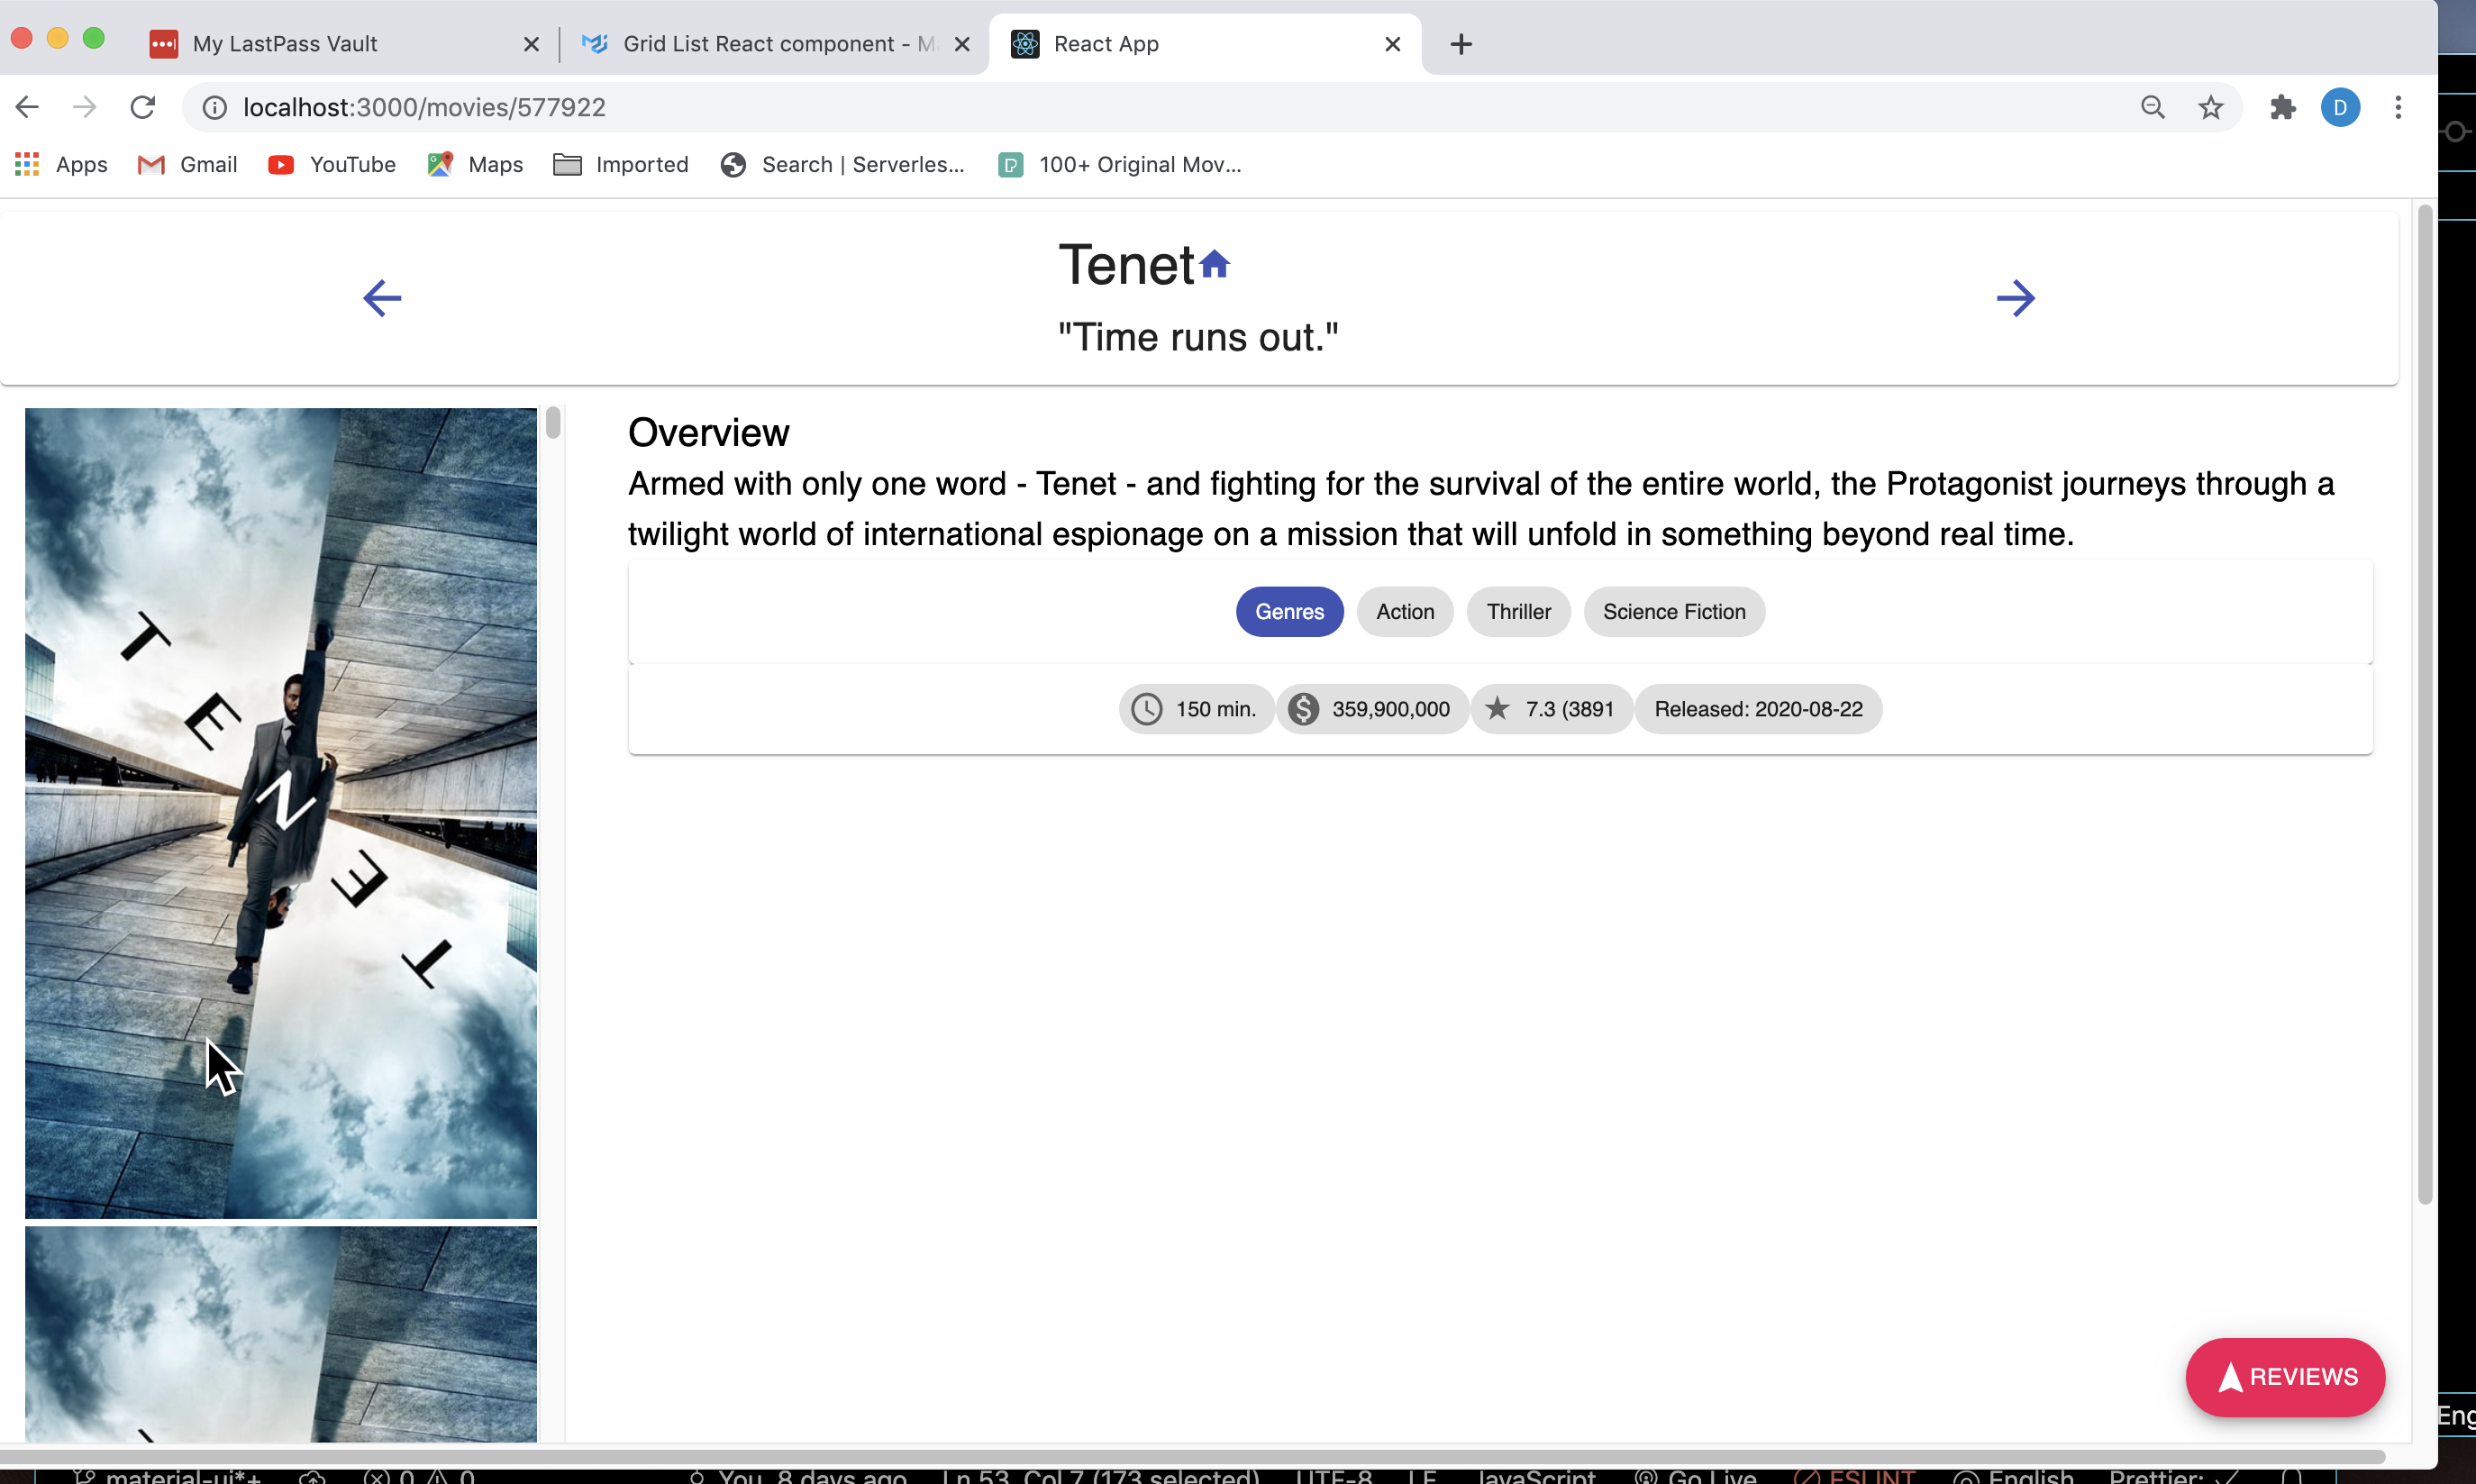 My LastPass Vault
Grid List React component - M
React App
localhost:3000/movies/577922
D
Apps
Gmail
YouTube
Maps
Imported
Search | Serverles...
100+ Original Mov...
Tenet
"Time runs out."
Overview
Armed with only one word - Tenet - and fighting for the survival of the entire world, the Protagonist journeys through a
twilight world of international espionage on a mission that will unfold in something beyond real time.
Genres
Action
Thriller
Science Fiction
150 min.
359,900,000
7.3 (3891
Released: 2020-08-22
T
E
N
E
T
REVIEWS
Eng
material-ui*+
0
0
You, 8 days ago
Ln 53, Col 7 (173 selected)
UTF-8
LF
JavaScript
Go Live
ESLINT
English
Prettier: ✓